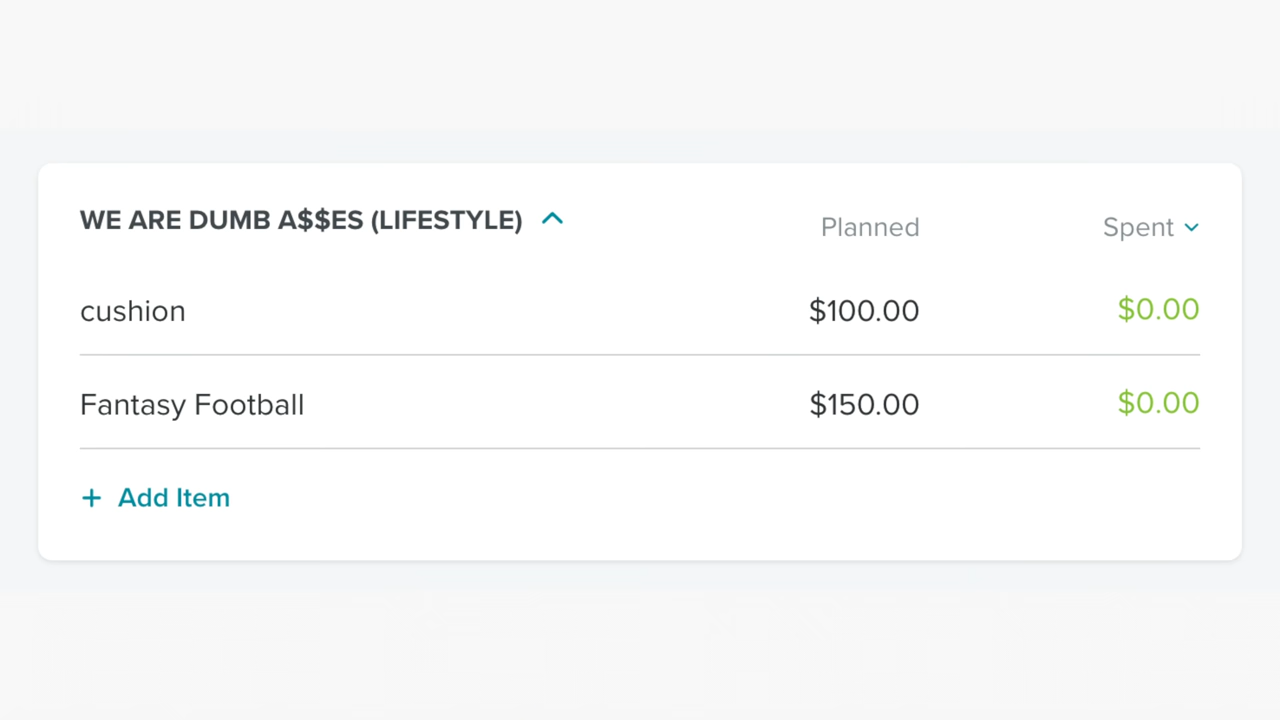 WE ARE DUMB A$$ES (LIFESTYLE) Planned Spent
cushion $100.00 $0.00
Fantasy Football $150.00 $0.00
+ Add Item